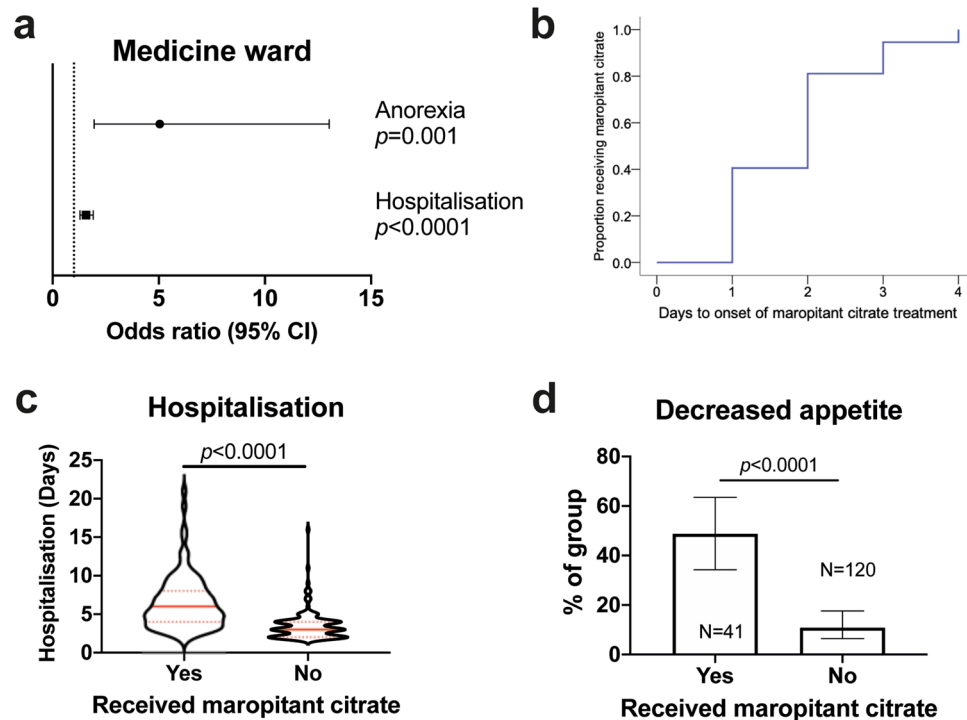 a
Medicine ward
Anorexia
p=0.001
Hospitalisation
p<0.0001
0 5 10 15
Odds ratio (95% CI)
b
Proportion receiving maropitant citrate
1.0
0.8
0.6
0.4
0.2
0.0
0 1 2 3 4
Days to onset of maropitant citrate treatment
c
Hospitalisation
p<0.0001
Hospitalisation (Days)
25
20
15
10
5
0
Yes No
Received maropitant citrate
d
Decreased appetite
p<0.0001
% of group
80
60
40
20
0
N=120
N=41
Yes No
Received maropitant citrate